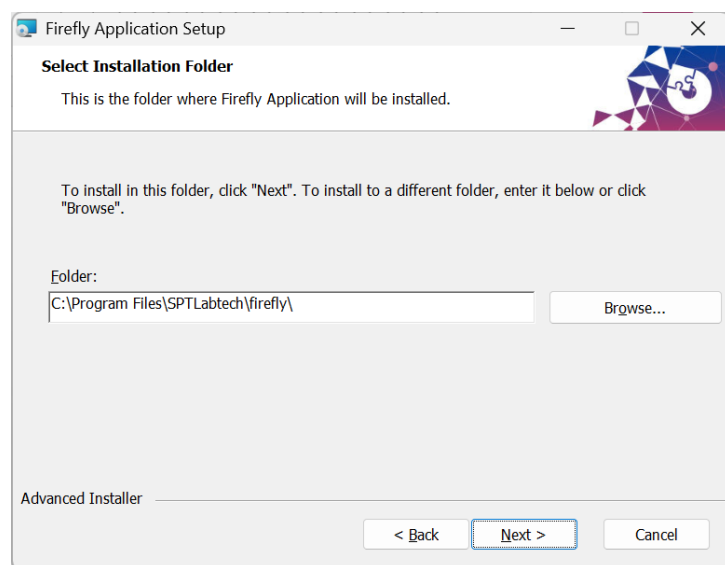 Firefly Application Setup
Select Installation Folder
This is the folder where Firefly Application will be installed.
To install in this folder, click "Next". To install to a different folder, enter it below or click
"Browse".
Folder:
C:\Program Files\SPTLabtech\firefly\
Browse...
Advanced Installer
< Back
Next >
Cancel